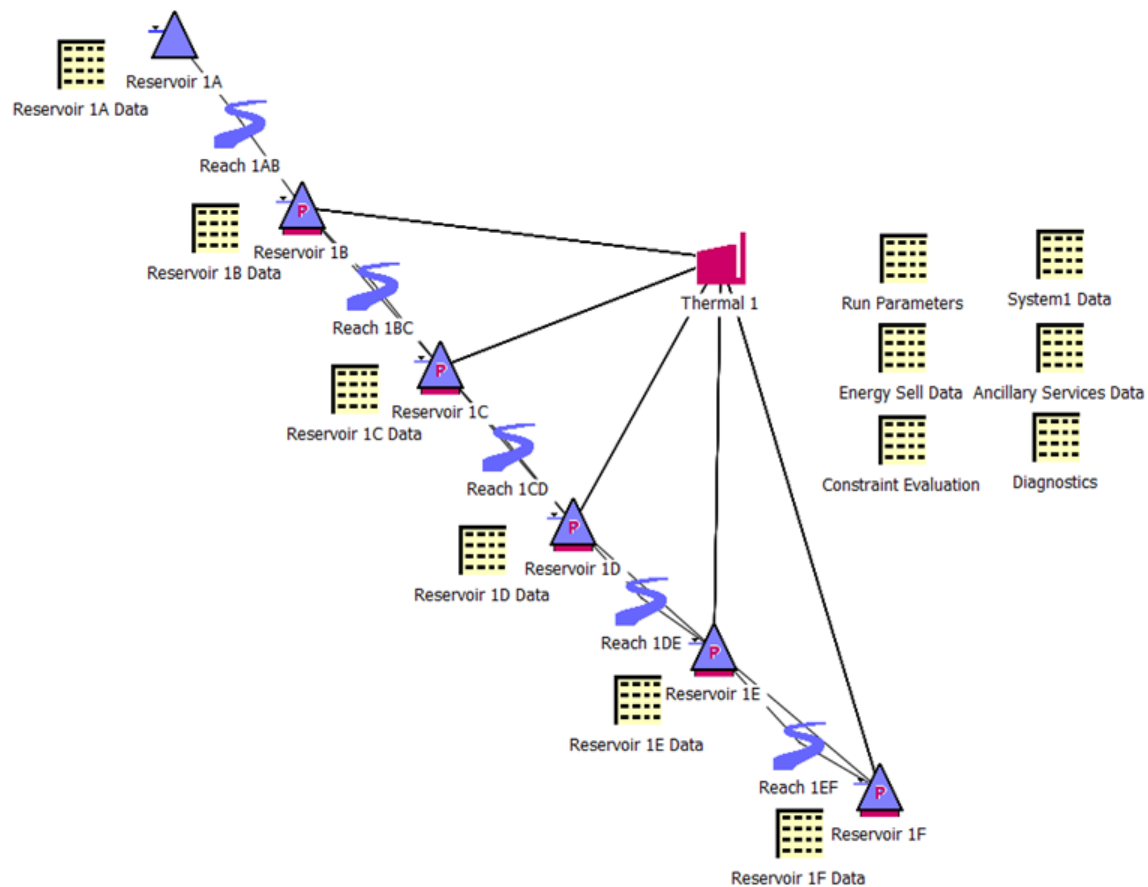 Reservoir 1A
Reservoir 1A Data
Reach 1AB
P
Reservoir 1B
Reservoir 1B Data
Thermal 1
Run Parameters
System1 Data
Reach 1BC
P
Reservoir 1C
Reservoir 1C Data
Energy Sell Data
Ancillary Services Data
Reach 1CD
Constraint Evaluation
Diagnostics
P
Reservoir 1D
Reservoir 1D Data
Reach 1DE
P
Reservoir 1E
Reservoir 1E Data
Reach 1EF
P
Reservoir 1F
Reservoir 1F Data